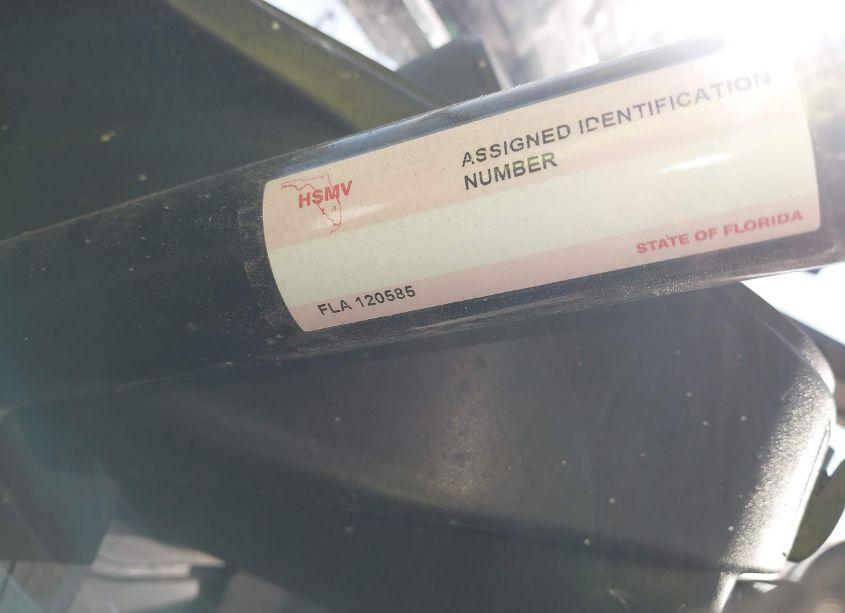 HSMV
ASSIGNED IDENTIFICATION
NUMBER
STATE OF FLORIDA
FLA 120585